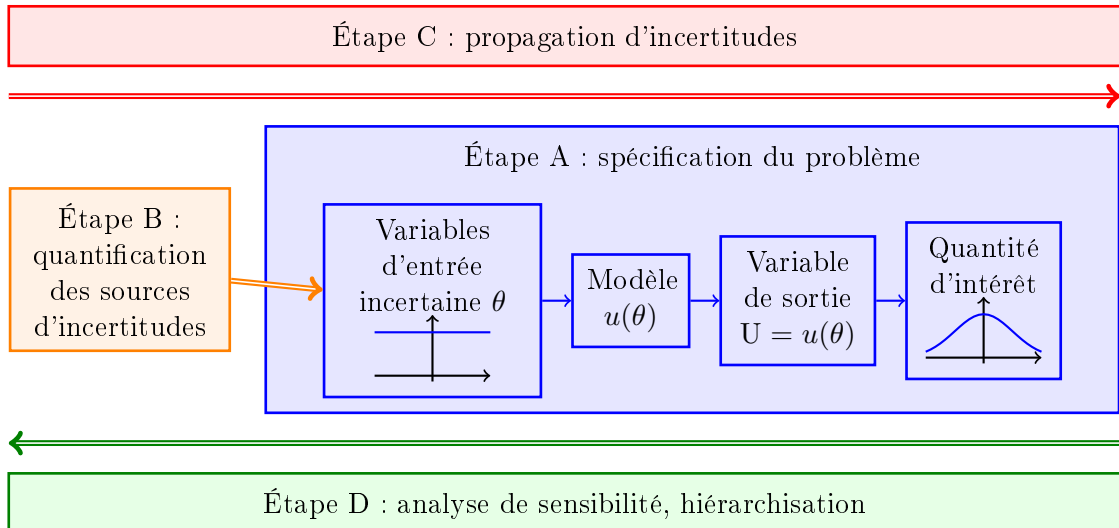 Étape C : propagation d'incertitudes
Étape A : spécification du problème
Étape B :
quantification
des sources
d'incertitudes
Variables
d'entrée
incertaine θ
Modèle
u(θ)
Variable
de sortie
U = u(θ)
Quantité
d'intérêt
Étape D : analyse de sensibilité, hiérarchisation